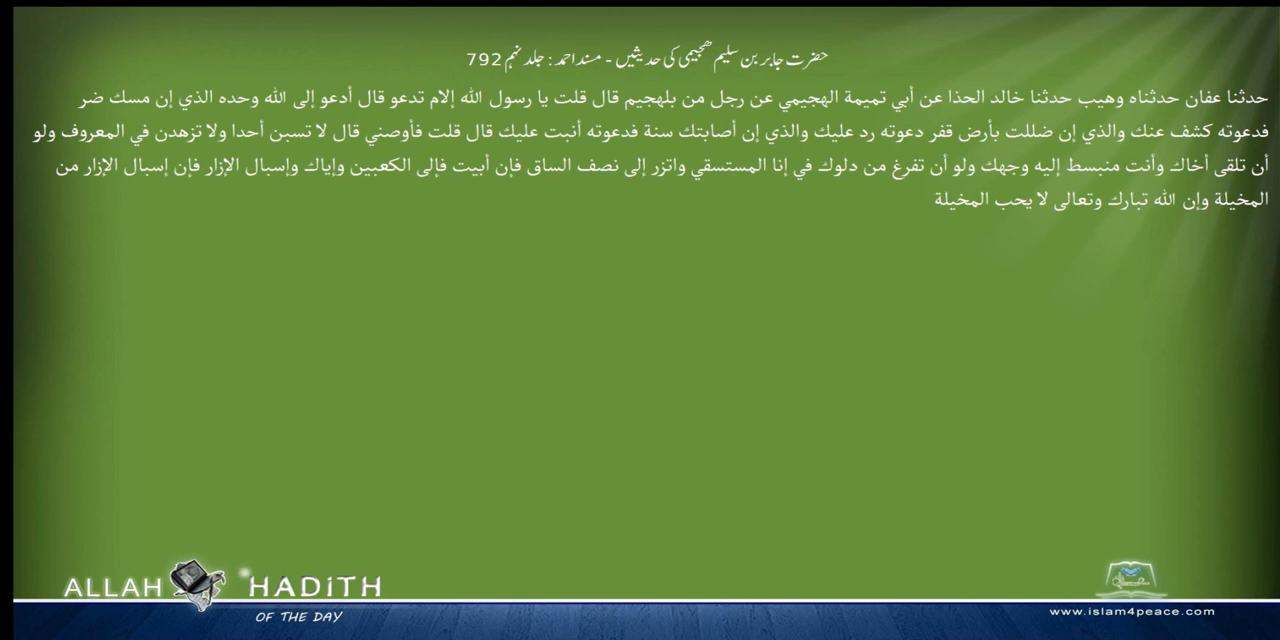 حضرت جابر بن سلیم ھجیمی کی حدیثیں - مسند احمد : جلد نہم 792
حدثنا عفان حدثناه وهيب حدثنا خالد الحذا عن أبي تميمة الهجيمي عن رجل من بلهجيم قال قلت يا رسول الله إلام تدعو قال أدعو إلى الله وحده الذي إن مسك ضر
فدعوته كشف عنك والذي إن ضللت بأرض قفر دعوته رد عليك والذي إن أصابتك سنة فدعوته أنبت عليك قال قلت فأوصني قال لا تسبن أحدا ولا تزهدن في المعروف ولو
أن تلقى أخاك وأنت منبسط إليه وجهك ولو أن تفرغ من دلوك في إنا المستسقي واتزر إلى نصف الساق فإن أبيت فإلى الكعبين وإياك وإسبال الإزار فإن إسبال الإزار من
المخيلة وإن الله تبارك وتعالى لا يحب المخيلة
ALLAH HADITH
OF THE DAY
www.islam4peace.com